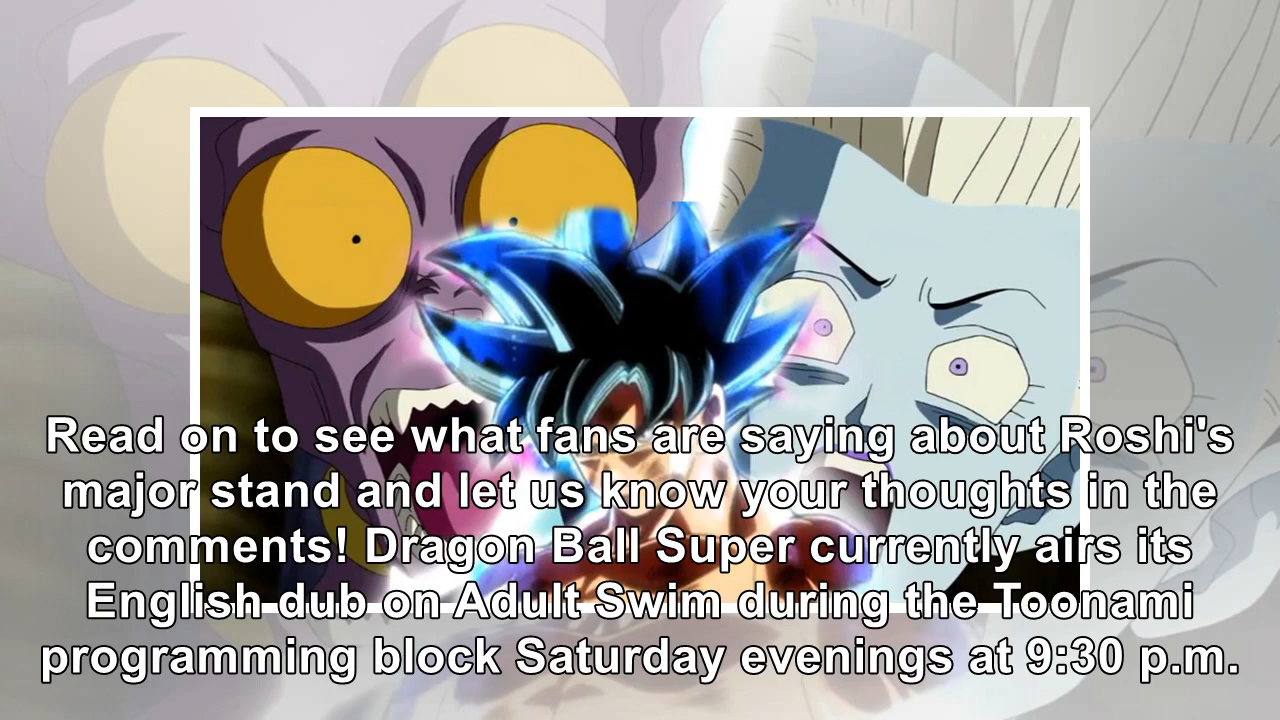 Read on to see what fans are saying about Roshi's
major stand and let us know your thoughts in the
comments! Dragon Ball Super currently airs its
English dub on Adult Swim during the Toonami
programming block Saturday evenings at 9:30 p.m.